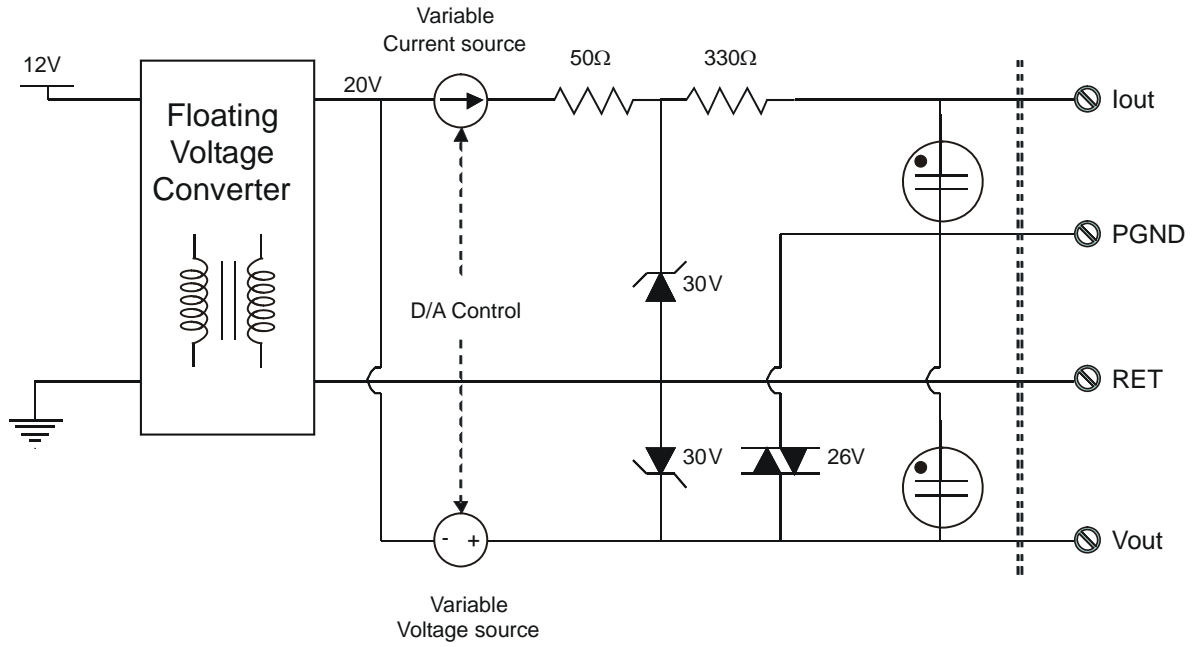 Variable
Current source
12V
20V
50Ω
330Ω
Iout
Floating
Voltage
Converter
PGND
30V
D/A Control
RET
30V
26V
- +
Vout
Variable
Voltage source